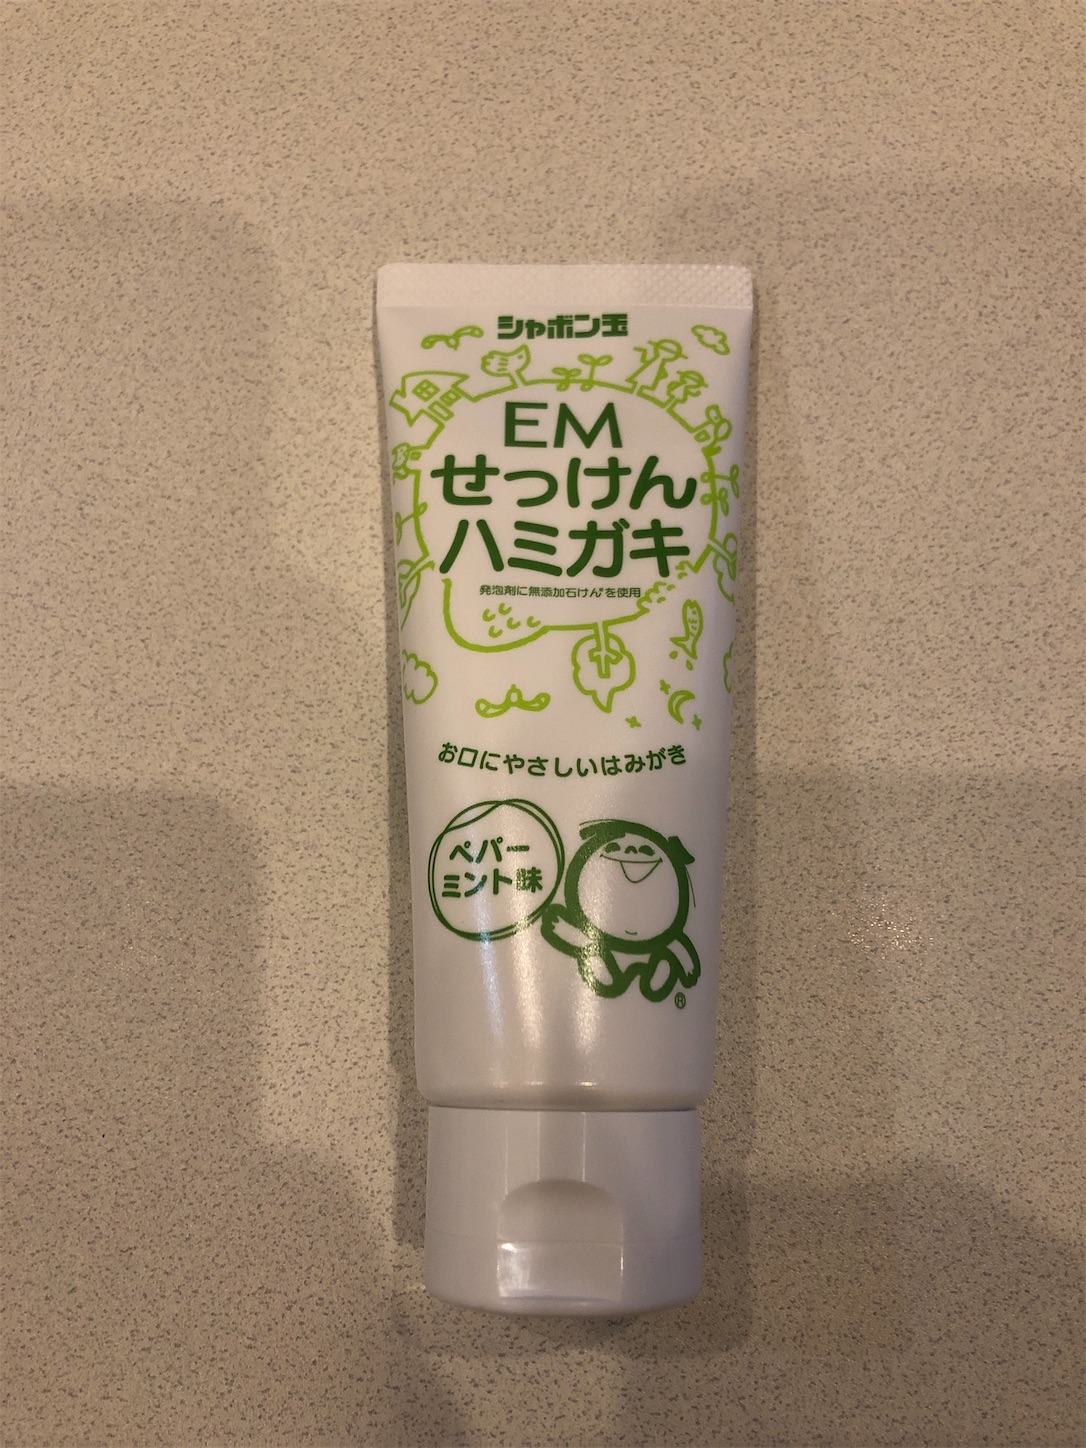 シャボン玉
EM
せっけん
ハミガキ
発泡剤に無添加石けん*を使用
お口にやさしいはみがき
ペパー
ミント味
®